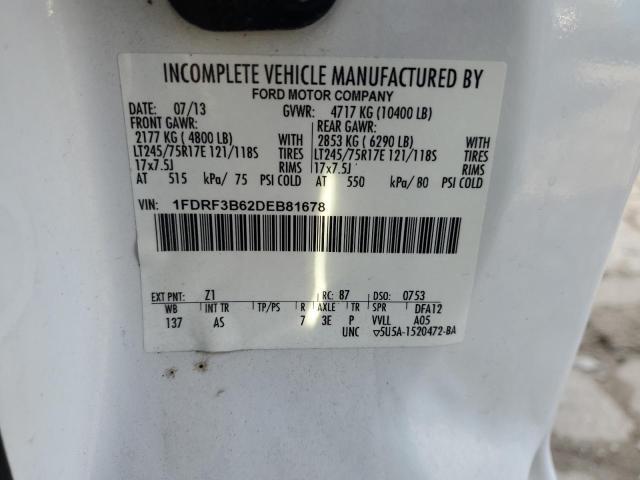 INCOMPLETE VEHICLE MANUFACTURED BY
FORD MOTOR COMPANY
DATE: 07/13 GVWR: 4717 KG (10400 LB)
FRONT GAWR: REAR GAWR:
2177 KG ( 4800 LB) WITH 2853 KG ( 6290 LB) WITH
LT245/75R17E 121/118S TIRES LT245/75R17E 121/118S TIRES
17x7.5J RIMS 17x7.5J RIMS
AT 515 kPa/ 75 PSI COLD AT 550 kPa/ 80 PSI COLD
VIN: 1FDRF3B62DEB81678
EXT PNT: Z1 RC: 87 DSO: 0753
WB INT TR TP/PS R AXLE TR SPR DFA12
137 AS 7 3E P VVLL A05
UNC ▽5U5A-1520472-BA